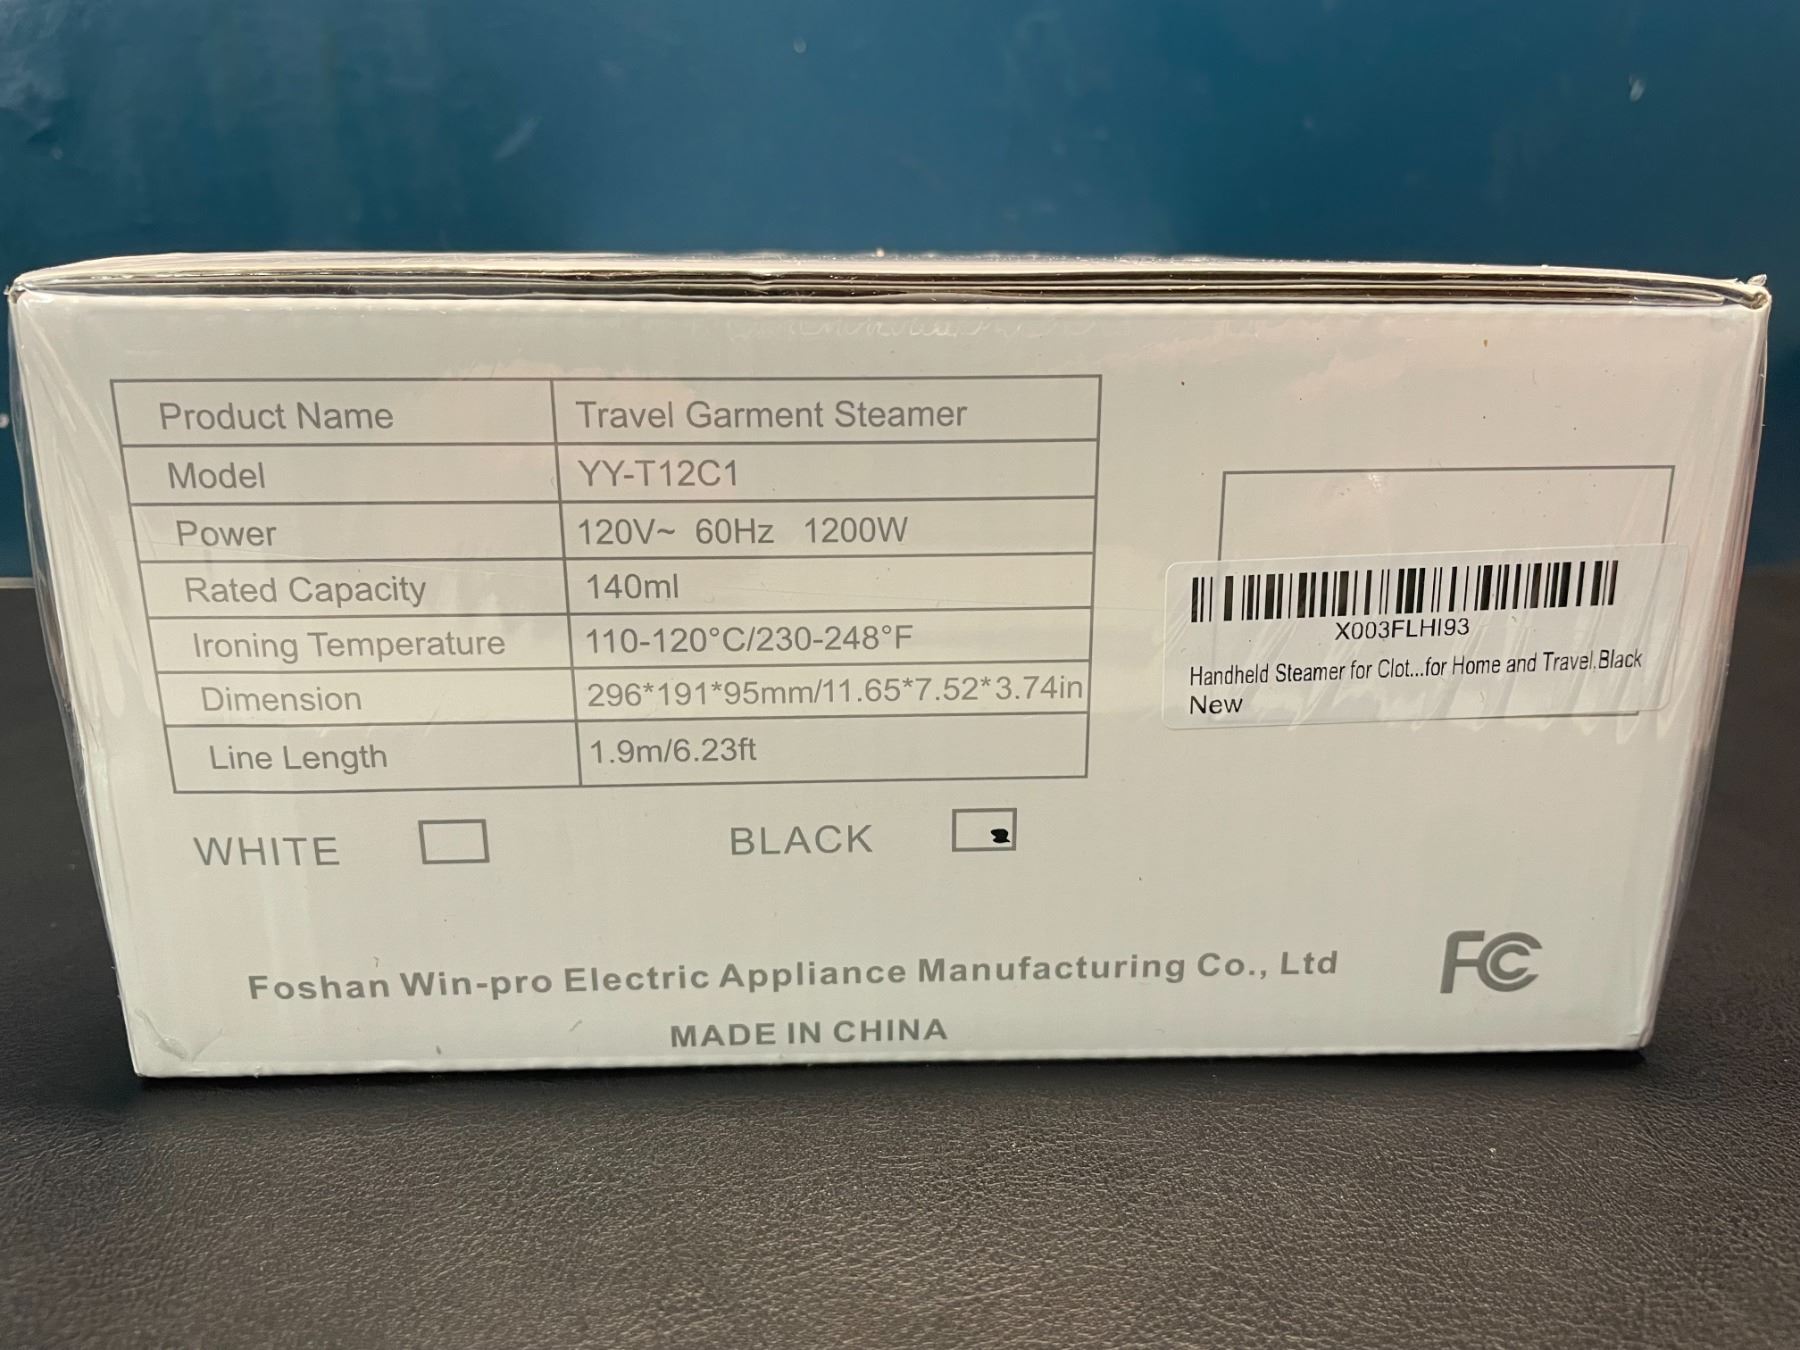 Product Name Travel Garment Steamer
Model YY-T12C1
Power 120V~ 60Hz 1200W
Rated Capacity 140ml
Ironing Temperature 110-120°C/230-248°F
Dimension 296*191*95mm/11.65*7.52*3.74in
Line Length 1.9m/6.23ft
WHITE BLACK
X003FLHI93
Handheld Steamer for Clot...for Home and Travel,Black
New
Foshan Win-pro Electric Appliance Manufacturing Co., Ltd
FC
MADE IN CHINA